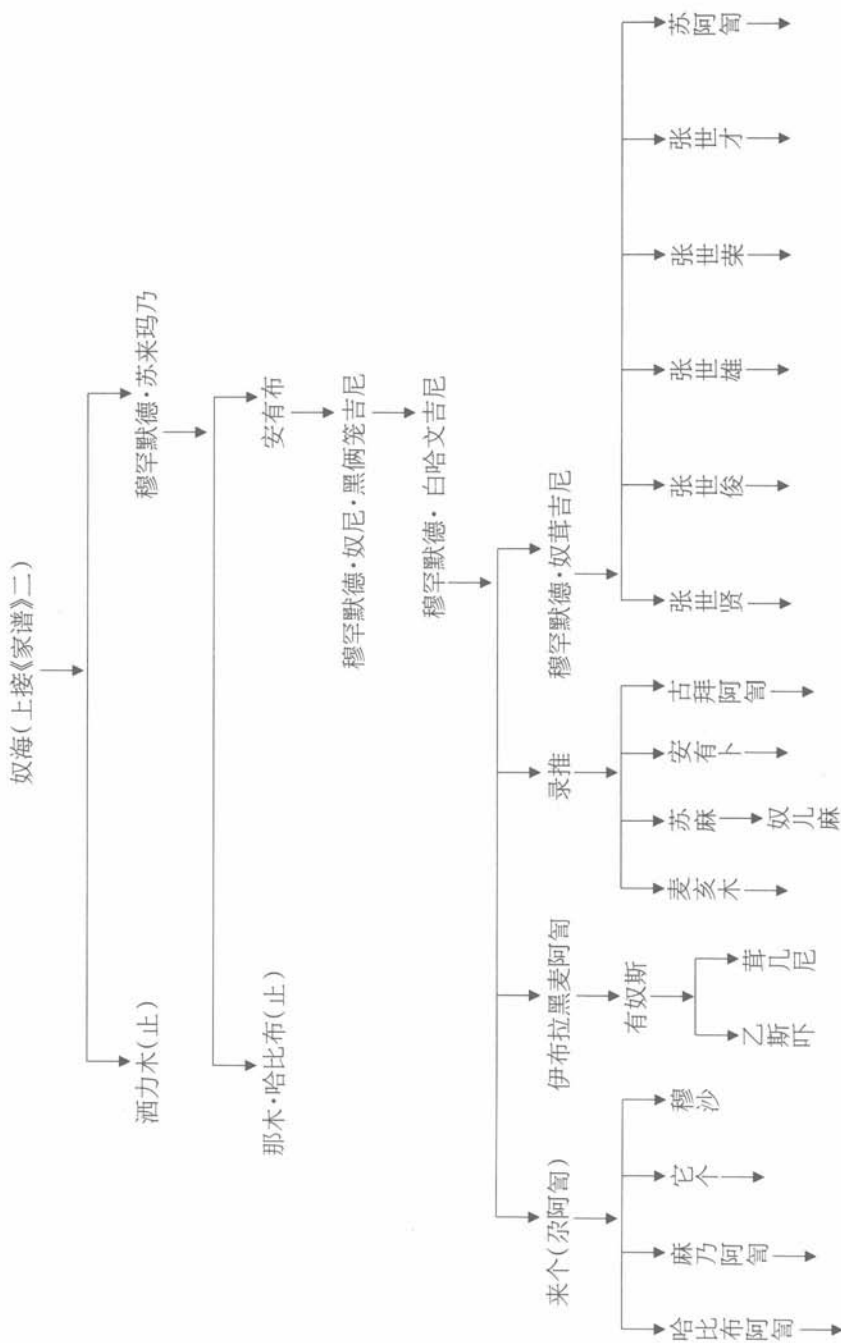 奴海(上接《家谱》二)
洒力木(止)
穆罕默德·苏来玛乃
那木·哈比布(止)
安有布
穆罕默德·奴尼·黑俩笼吉尼
穆罕默德·白哈文吉尼
来个(尕阿訇)
伊布拉黑麦阿訇
录推
穆罕默德·奴茸吉尼
哈比布阿訇
麻乃阿訇
它个
穆沙
有奴斯
乙斯吓
茸几尼
麦亥木
苏麻
安有卜
古拜阿訇
奴儿麻
张世贤
张世俊
张世雄
张世荣
张世才
苏阿訇